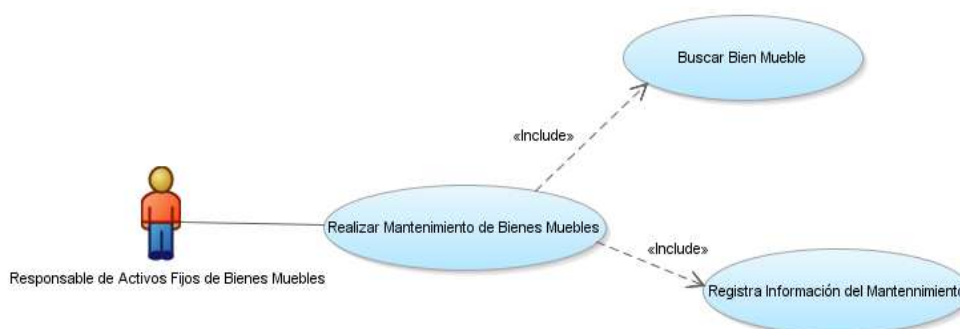 Buscar Bien Mueble
«Include»
Realizar Mantenimiento de Bienes Muebles
«Include»
Responsable de Activos Fijos de Bienes Muebles
Registra Información del Mantennimiento